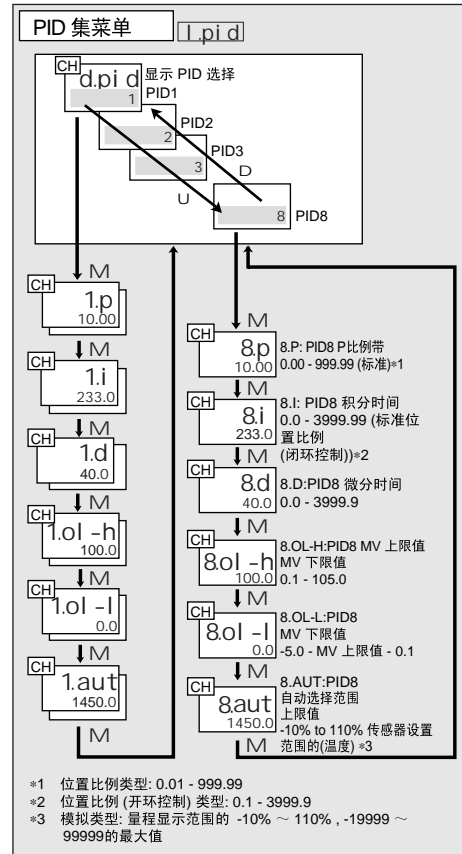 PID 集菜单
1.pid
CH
d.pid
1
显示 PID 选择
PID1
2
PID2
3
PID3
D
U
8
PID8
M
CH
1.p
10.00
M
CH
1.i
233.0
M
CH
1.d
40.0
M
CH
1.ol -h
100.0
M
CH
1.ol -l
0.0
M
CH
1.aut
1450.0
M
M
CH
8.p
10.00
8.P: PID8 P比例带
0.00 - 999.99 (标准)*1
M
CH
8.i
233.0
8.I: PID8 积分时间
0.0 - 3999.99 (标准位
置比例
(闭环控制))*2
M
CH
8.d
40.0
8.D:PID8 微分时间
0.0 - 3999.9
M
CH
8.ol -h
100.0
8.OL-H:PID8 MV 上限值
MV 下限值
0.1 - 105.0
M
CH
8.ol -l
0.0
8.OL-L:PID8
MV 下限值
-5.0 - MV 上限值 - 0.1
M
CH
8.aut
1450.0
8.AUT:PID8
自动选择范围
上限值
-10% to 110% 传感器设置
范围的(温度) *3
M
*1 位置比例类型: 0.01 - 999.99
*2 位置比例 (开环控制) 类型: 0.1 - 3999.9
*3 模拟类型: 量程显示范围的 -10% ～ 110% , -19999 ～
99999的最大值